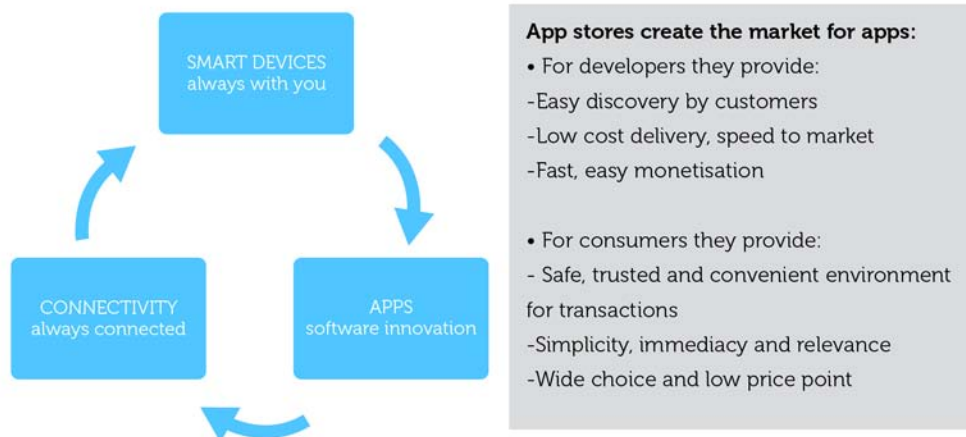 SMART DEVICES
always with you
CONNECTIVITY
always connected
APPS
software innovation
App stores create the market for apps:
• For developers they provide:
-Easy discovery by customers
-Low cost delivery, speed to market
-Fast, easy monetisation
• For consumers they provide:
- Safe, trusted and convenient environment
for transactions
-Simplicity, immediacy and relevance
-Wide choice and low price point